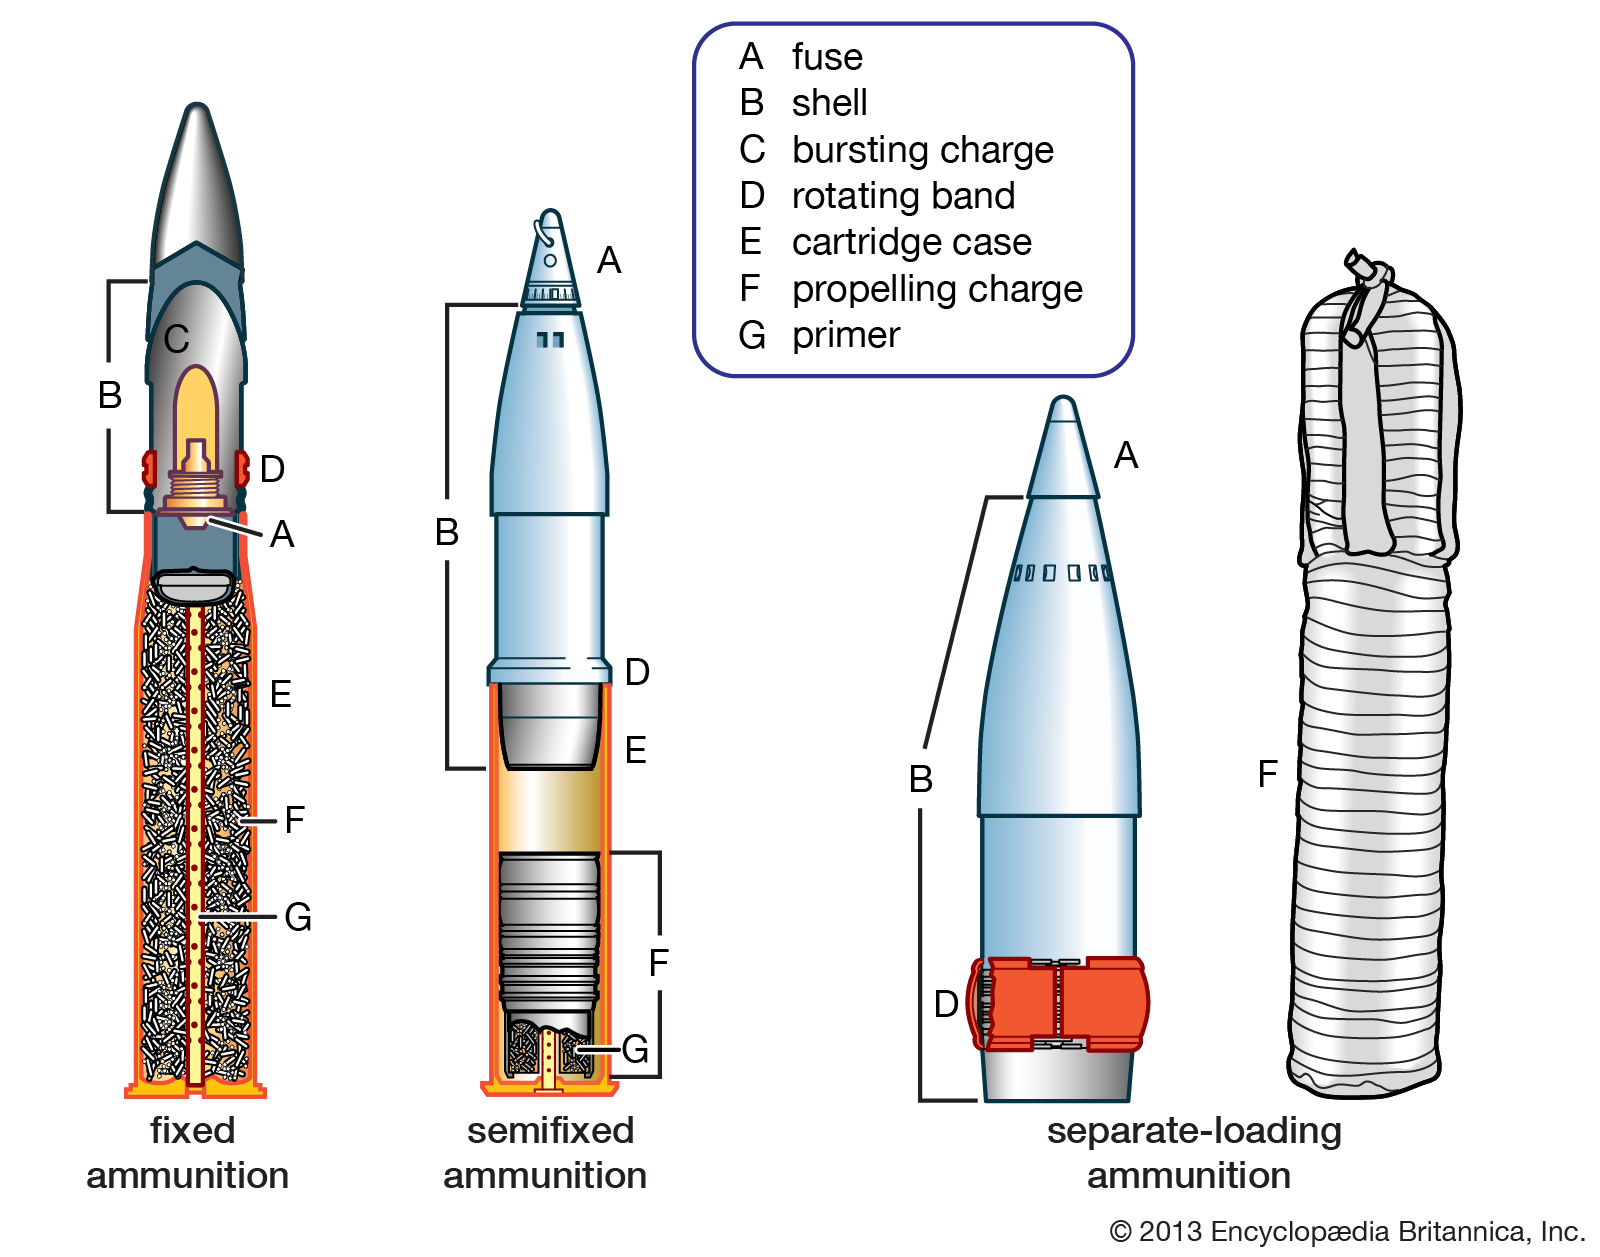 A fuse
B shell
C bursting charge
D rotating band
E cartridge case
F propelling charge
G primer
C
B
D
A
E
F
G
fixed
ammunition
A
B
D
E
F
G
semifixed
ammunition
A
B
D
F
separate-loading
ammunition
© 2013 Encyclopædia Britannica, Inc.